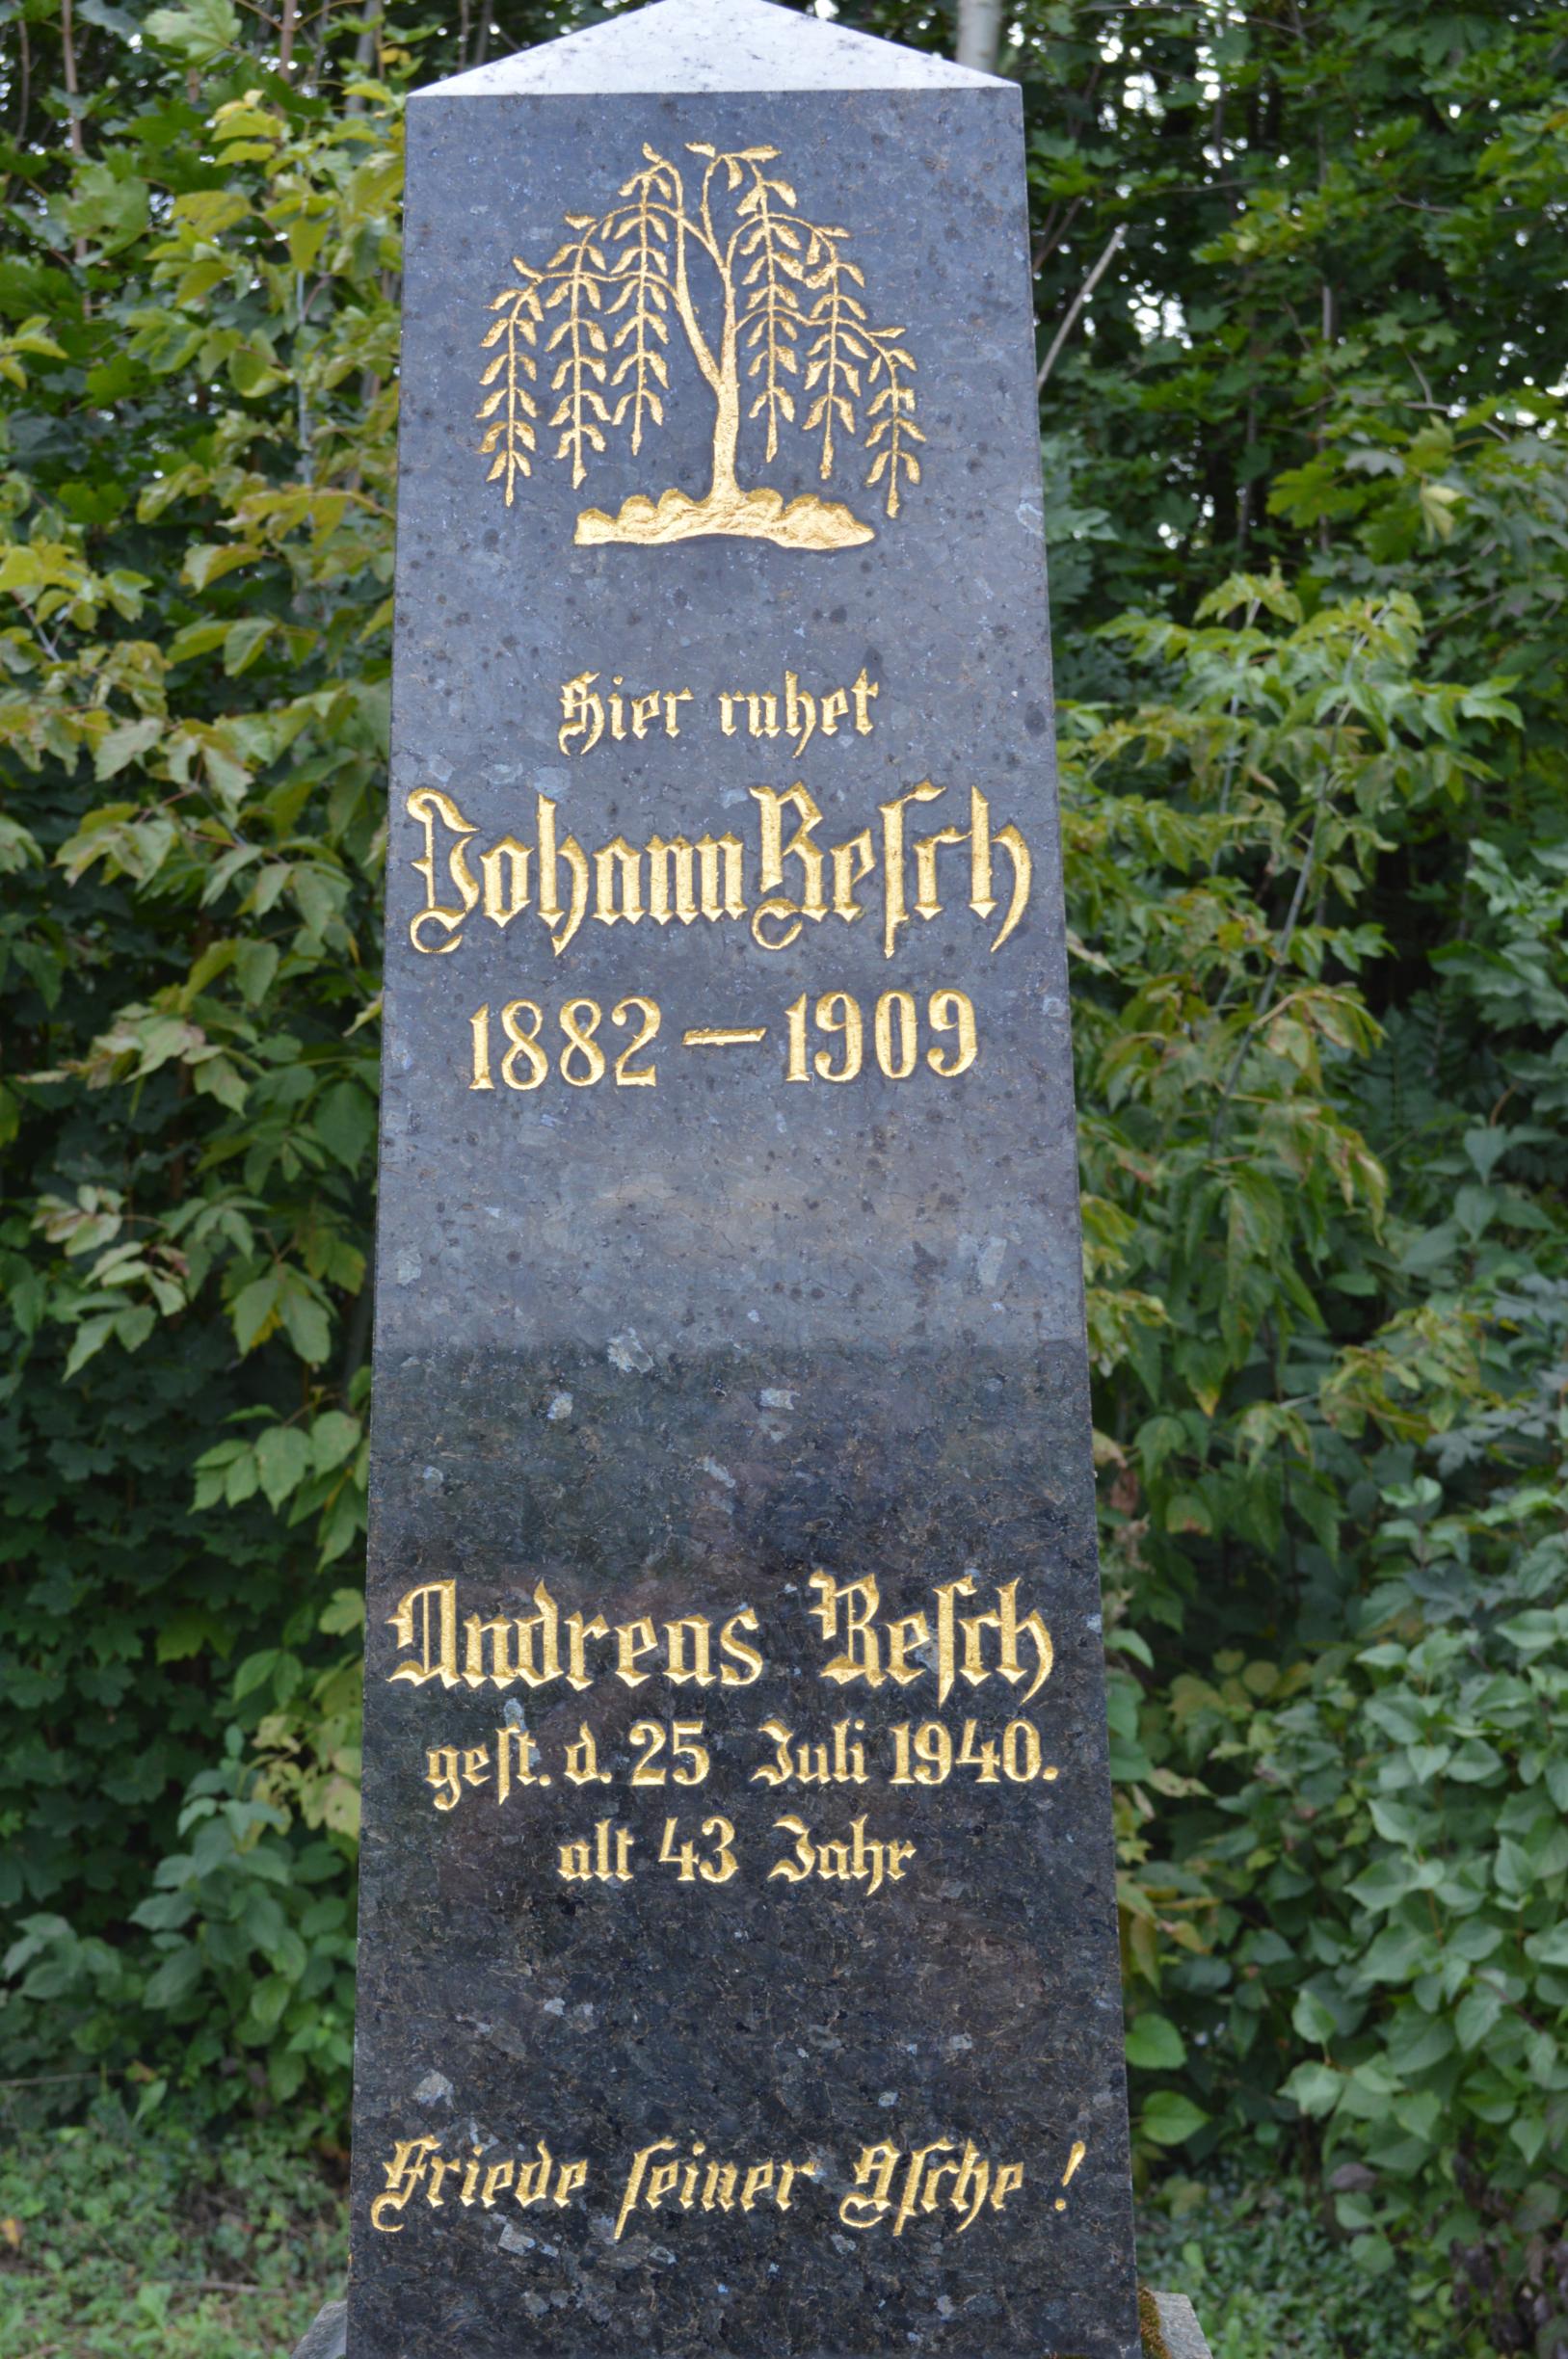 Hier ruhet
Johann Resch
1882 — 1909
Andreas Resch
gest. d. 25 Juli 1940.
alt 43 Jahr
Friede seiner Asche !